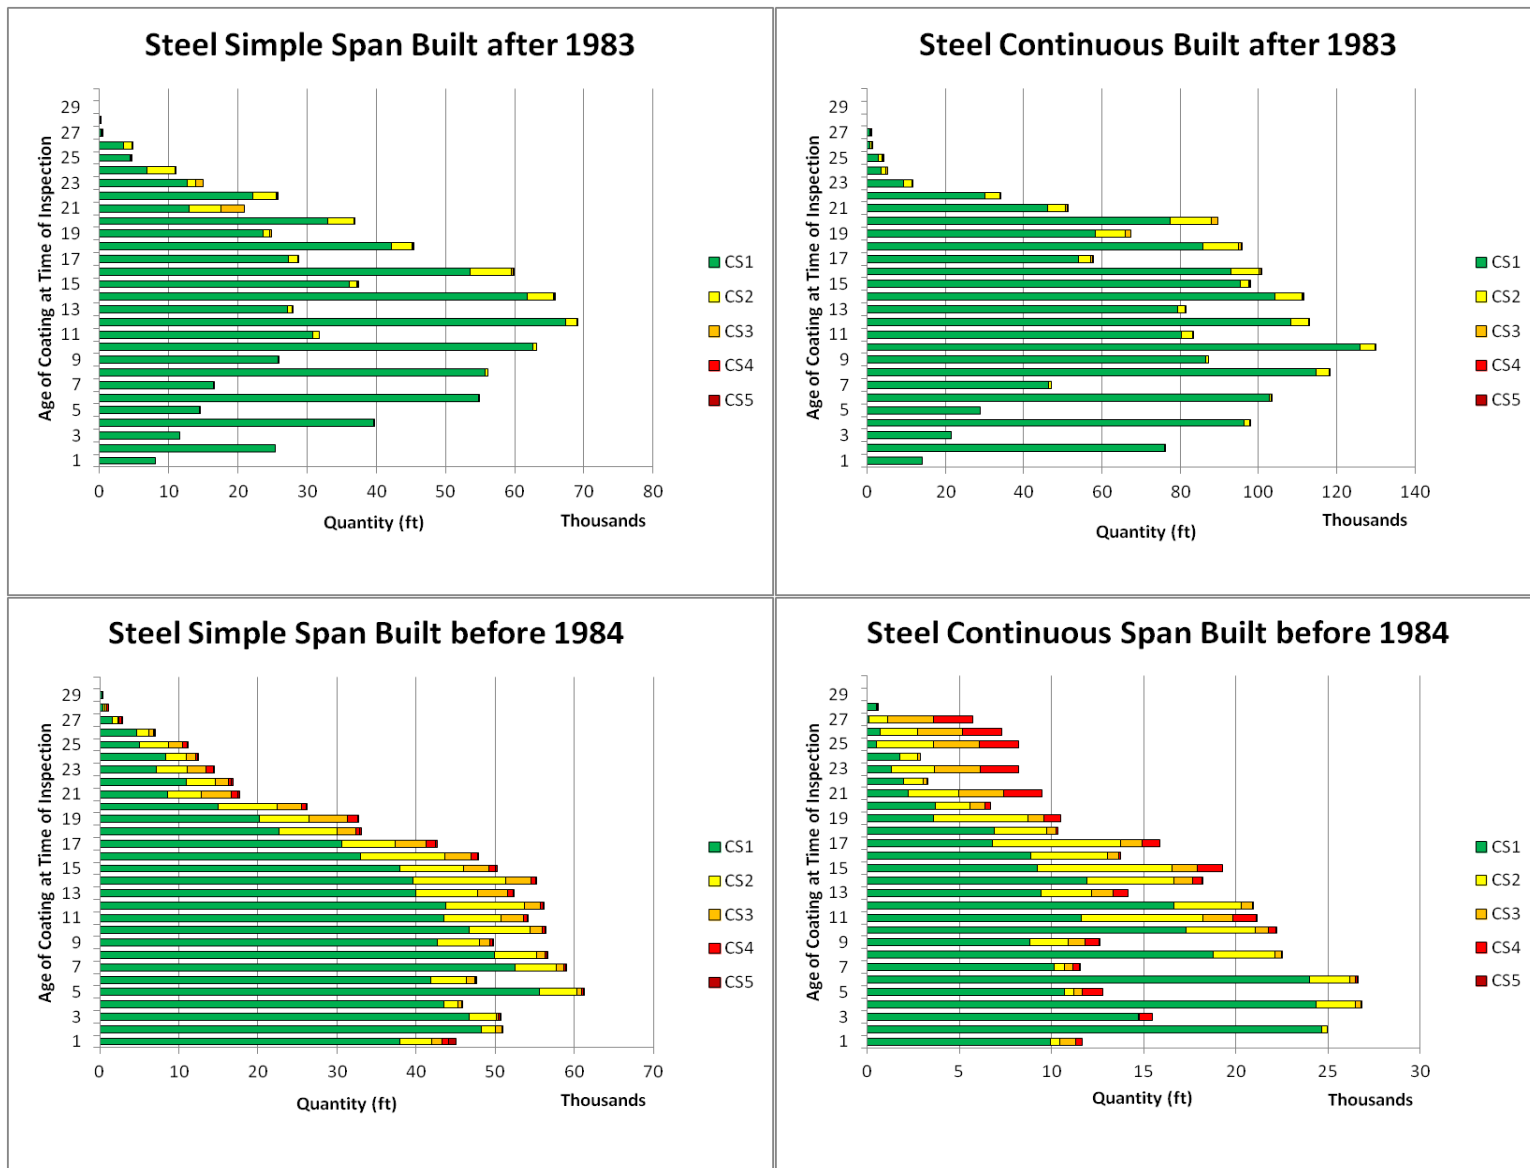 Steel Simple Span Built after 1983
Age of Coating at Time of Inspection
29
27
25
23
21
19
17
15
13
11
9
7
5
3
1
0 10 20 30 40 50 60 70 80
Quantity (ft)
Thousands
CS1
CS2
CS3
CS4
CS5
Steel Continuous Built after 1983
Age of Coating at Time of Inspection
29
27
25
23
21
19
17
15
13
11
9
7
5
3
1
0 20 40 60 80 100 120 140
Quantity (ft)
Thousands
CS1
CS2
CS3
CS4
CS5
Steel Simple Span Built before 1984
Age of Coating at Time of Inspection
29
27
25
23
21
19
17
15
13
11
9
7
5
3
1
0 10 20 30 40 50 60 70
Quantity (ft)
Thousands
CS1
CS2
CS3
CS4
CS5
Steel Continuous Span Built before 1984
Age of Coating at Time of Inspection
29
27
25
23
21
19
17
15
13
11
9
7
5
3
1
0 5 10 15 20 25 30
Quantity (ft)
Thousands
CS1
CS2
CS3
CS4
CS5